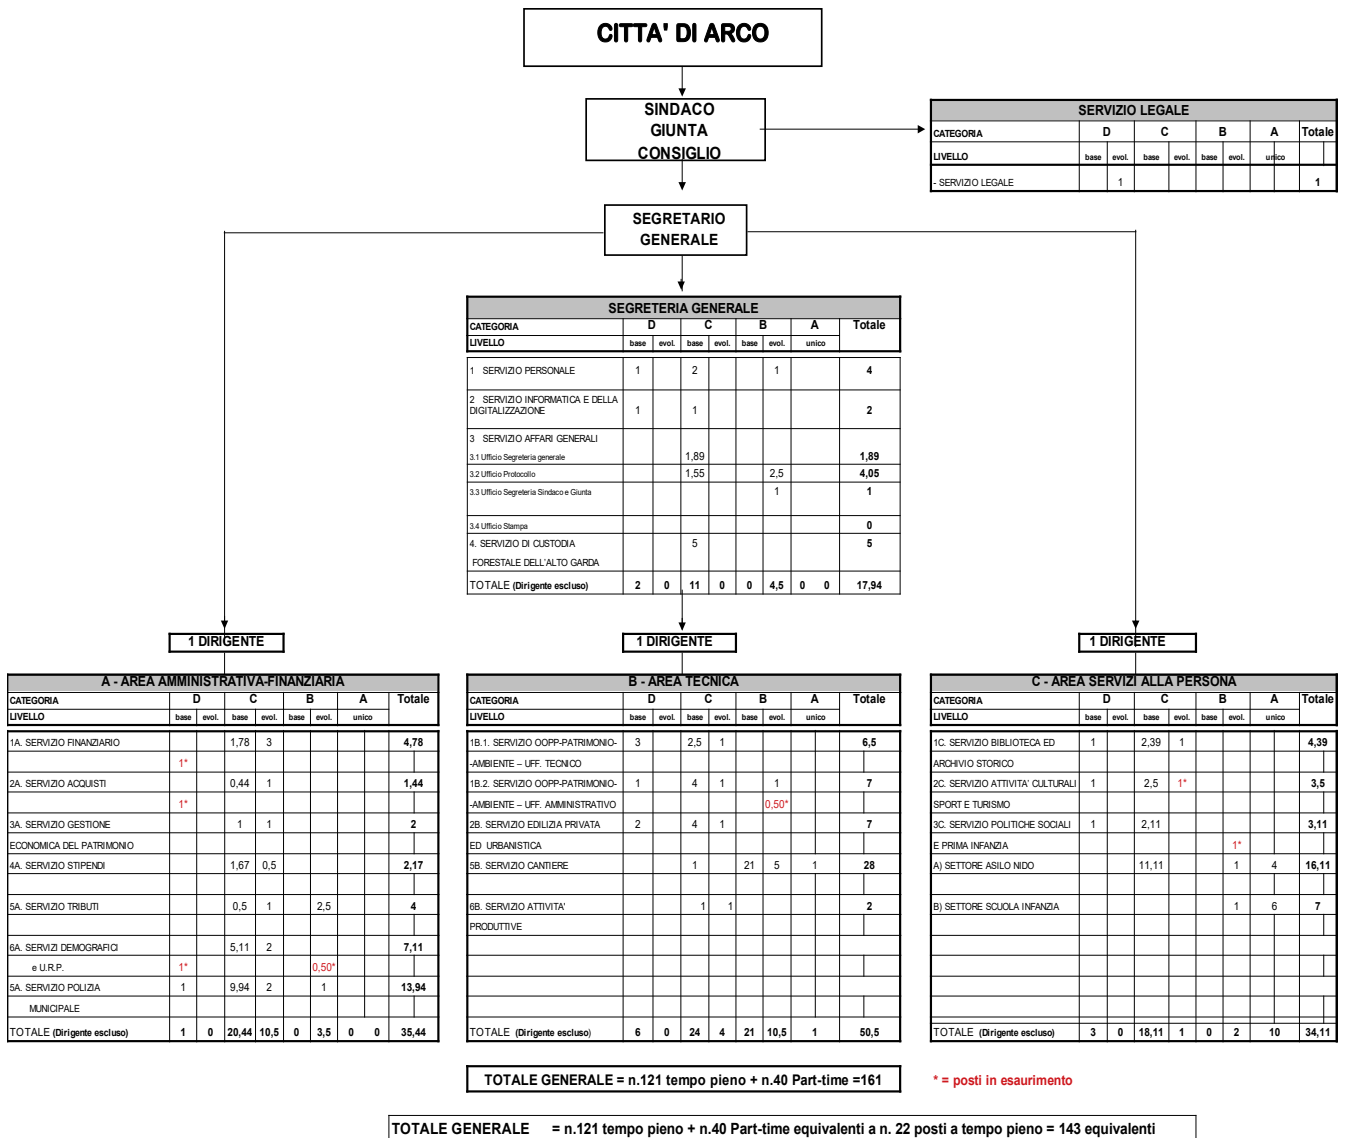 CITTA' DI ARCO
SINDACO
GIUNTA
CONSIGLIO
SERVIZIO LEGALE
CATEGORIA D C B A Totale
LIVELLO base evol. base evol. base evol. unico
- SERVIZIO LEGALE 1 1
SEGRETARIO
GENERALE
SEGRETERIA GENERALE
CATEGORIA D C B A Totale
LIVELLO base evol. base evol. base evol. unico
1 SERVIZIO PERSONALE 1 2 1 4
2 SERVIZIO INFORMATICA E DELLA
DIGITALIZZAZIONE 1 1 2
3 SERVIZIO AFFARI GENERALI
3.1 Ufficio Segreteria generale 1,89 1,89
3.2 Ufficio Protocollo 1,55 2,5 4,05
3.3 Ufficio Segreteria Sindaco e Giunta 1 1
3.4 Ufficio Stampa 0
4. SERVIZIO DI CUSTODIA 5 5
FORESTALE DELL'ALTO GARDA
TOTALE (Dirigente escluso) 2 0 11 0 0 4,5 0 0 17,94
1 DIRIGENTE
A - AREA AMMINISTRATIVA-FINANZIARIA
CATEGORIA D C B A Totale
LIVELLO base evol. base evol. base evol. unico
1A. SERVIZIO FINANZIARIO 1,78 3 4,78
1*
2A. SERVIZIO ACQUISTI 0,44 1 1,44
1*
3A. SERVIZIO GESTIONE 1 1 2
ECONOMICA DEL PATRIMONIO
4A. SERVIZIO STIPENDI 1,67 0,5 2,17
5A. SERVIZIO TRIBUTI 0,5 1 2,5 4
6A. SERVIZI DEMOGRAFICI 5,11 2 7,11
e U.R.P. 1* 0,50*
5A. SERVIZIO POLIZIA 1 9,94 2 1 13,94
MUNICIPALE
TOTALE (Dirigente escluso) 1 0 20,44 10,5 0 3,5 0 0 35,44
1 DIRIGENTE
B - AREA TECNICA
CATEGORIA D C B A Totale
LIVELLO base evol. base evol. base evol. unico
1B.1. SERVIZIO OOPP-PATRIMONIO- 3 2,5 1 6,5
-AMBIENTE – UFF. TECNICO
1B.2. SERVIZIO OOPP-PATRIMONIO- 1 4 1 1 7
-AMBIENTE – UFF. AMMINISTRATIVO 0,50*
2B. SERVIZIO EDILIZIA PRIVATA 2 4 1 7
ED URBANISTICA
5B. SERVIZIO CANTIERE 1 21 5 1 28
6B. SERVIZIO ATTIVITA' 1 1 2
PRODUTTIVE
TOTALE (Dirigente escluso) 6 0 24 4 21 10,5 1 50,5
1 DIRIGENTE
C - AREA SERVIZI ALLA PERSONA
CATEGORIA D C B A Totale
LIVELLO base evol. base evol. base evol. unico
1C. SERVIZIO BIBLIOTECA ED 1 2,39 1 4,39
ARCHIVIO STORICO
2C. SERVIZIO ATTIVITA' CULTURALI 1 2,5 1* 3,5
SPORT E TURISMO
3C. SERVIZIO POLITICHE SOCIALI 1 2,11 3,11
E PRIMA INFANZIA 1*
A) SETTORE ASILO NIDO 11,11 1 4 16,11
B) SETTORE SCUOLA INFANZIA 1 6 7
TOTALE (Dirigente escluso) 3 0 18,11 1 0 2 10 34,11
TOTALE GENERALE = n.121 tempo pieno + n.40 Part-time =161
* = posti in esaurimento
TOTALE GENERALE = n.121 tempo pieno + n.40 Part-time equivalenti a n. 22 posti a tempo pieno = 143 equivalenti